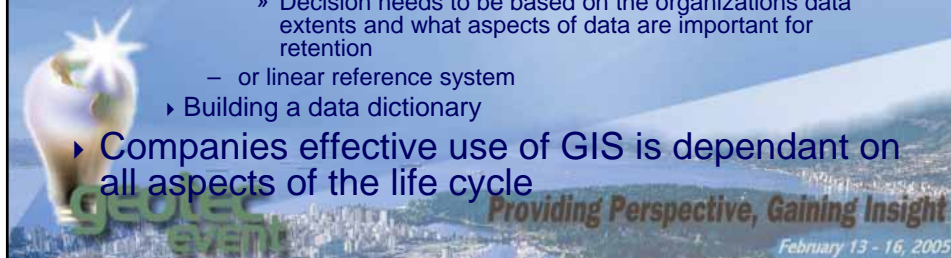 » Decision needs to be based on the organizations data
extents and what aspects of data are important for
retention
– or linear reference system
▸ Building a data dictionary
▸ Companies effective use of GIS is dependant on
all aspects of the life cycle
geotec
event
Providing Perspective, Gaining Insight
February 13 - 16, 2005